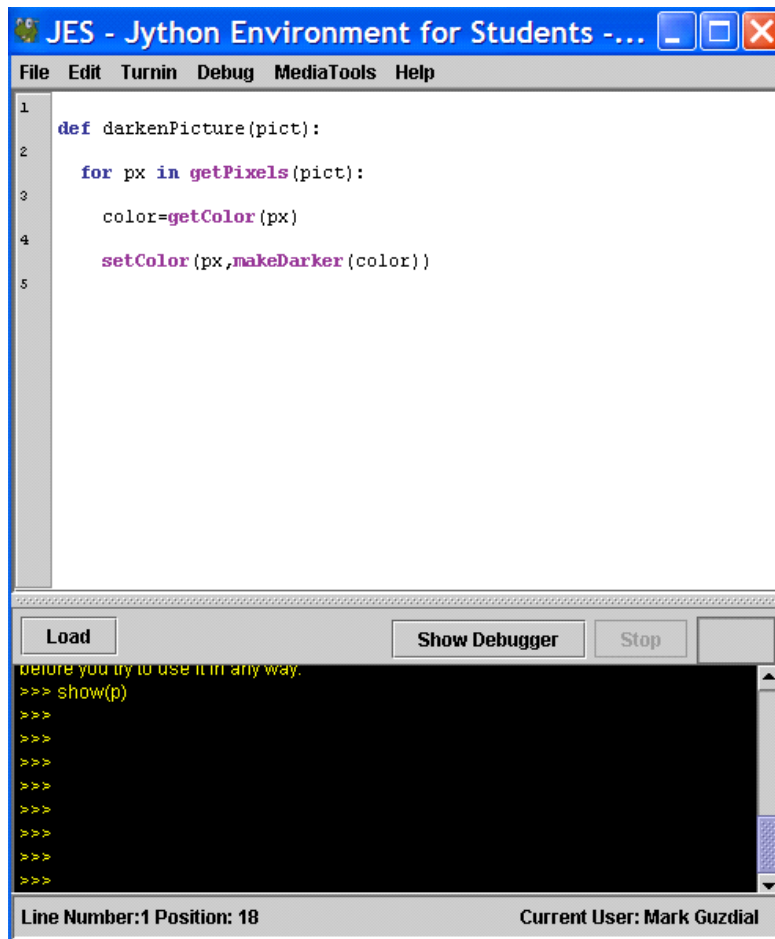 JES - Jython Environment for Students -...
File Edit Turnin Debug MediaTools Help
1
def darkenPicture(pict):
2
for px in getPixels(pict):
3
color=getColor(px)
4
setColor(px,makeDarker(color))
5
Load Show Debugger Stop
before you try to use it in any way.
>>> show(p)
>>>
>>>
>>>
>>>
>>>
>>>
>>>
>>>
Line Number:1 Position: 18 Current User: Mark Guzdial